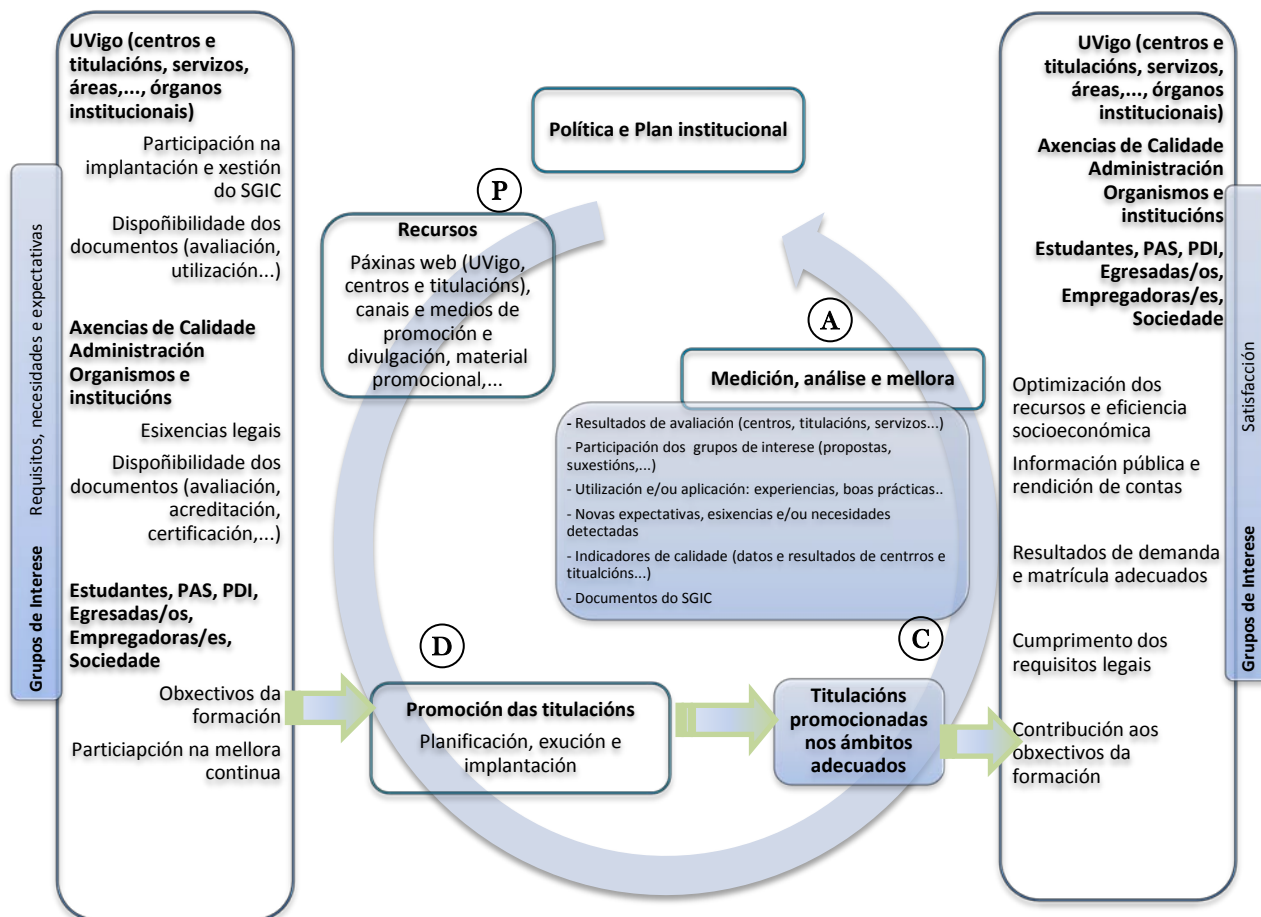 Grupos de Interese Requisitos, necesidades e expectativas
UVigo (centros e
titulacións, servizos,
áreas,..., órganos
institucionais)
Participación na
implantación e xestión
do SGIC
Dispoñibilidade dos
documentos (avaliación,
utilización...)
Axencias de Calidade
Administración
Organismos e
institucións
Esixencias legais
Dispoñibilidade dos
documentos (avaliación,
acreditación,
certificación,...)
Estudantes, PAS, PDI,
Egresadas/os,
Empregadoras/es,
Sociedade
Obxectivos da
formación
Particiapción na mellora
continua
Política e Plan institucional
P
Recursos
Páxinas web (UVigo,
centros e titulacións),
canais e medios de
promoción e
divulgación, material
promocional,...
A
Medición, análise e mellora
- Resultados de avaliación (centros, titulacións, servizos...)
- Participación dos grupos de interese (propostas,
suxestións,...)
- Utilización e/ou aplicación: experiencias, boas prácticas..
- Novas expectativas, esixencias e/ou necesidades
detectadas
- Indicadores de calidade (datos e resultados de centrros e
titualcións...)
- Documentos do SGIC
D
Promoción das titulacións
Planificación, exución e
implantación
C
Titulacións
promocionadas
nos ámbitos
adecuados
UVigo (centros e
titulacións, servizos,
áreas,..., órganos
institucionais)
Axencias de Calidade
Administración
Organismos e
institucións
Estudantes, PAS, PDI,
Egresadas/os,
Empregadoras/es,
Sociedade
Optimización dos
recursos e eficiencia
socioeconómica
Información pública e
rendición de contas
Resultados de demanda
e matrícula adecuados
Cumprimento dos
requisitos legais
Contribución aos
obxectivos da
formación
Grupos de Interese Satisfacción